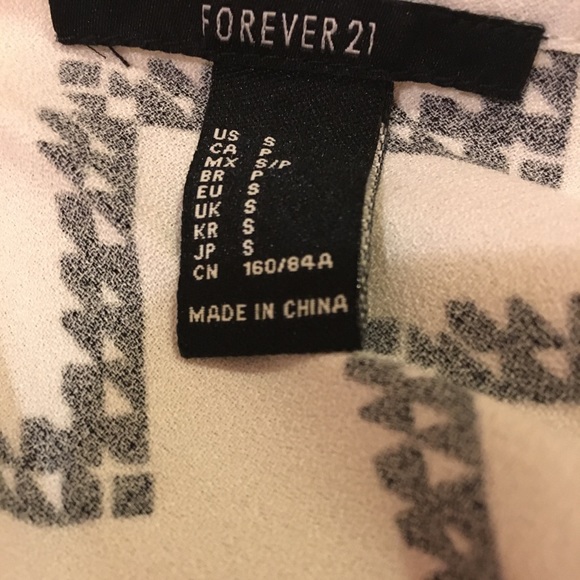 FOREVER 21
US S
CA P
MX S/P
BR P
EU S
UK S
KR S
JP S
CN 160/84A
MADE IN CHINA